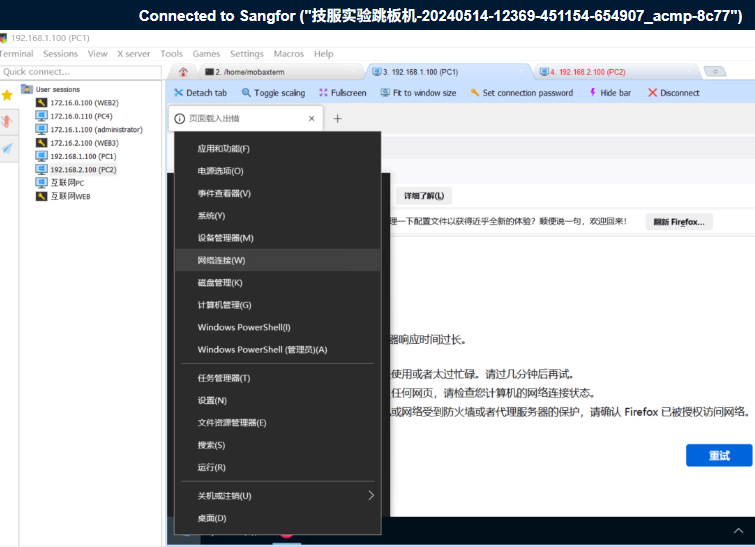 Connected to Sangfor ("技服实验跳板机-20240514-12369-451154-654907_acmp-8c77")
192.168.1.100 (PC1)
Terminal Sessions View X server Tools Games Settings Macros Help
Quick connect...
2. /home/mobaxterm
3. 192.168.1.100 (PC1)
4. 192.168.2.100 (PC2)
Detach tab Toggle scaling Fullscreen Fit to window size Set connection password Hide bar Disconnect
User sessions
172.16.0.100 (WEB2)
172.16.0.110 (PC4)
172.16.1.100 (administrator)
172.16.2.100 (WEB3)
192.168.1.100 (PC1)
192.168.2.100 (PC2)
互联网PC
互联网WEB
页面载入出错
应用和功能(F)
电源选项(O)
事件查看器(V)
系统(Y)
设备管理器(M)
网络连接(W)
磁盘管理(K)
计算机管理(G)
Windows PowerShell(I)
Windows PowerShell (管理员)(A)
任务管理器(T)
设置(N)
文件资源管理器(E)
搜索(S)
运行(R)
关机或注销(U)
桌面(D)
详细了解(L)
理一下配置文件以获得近乎全新的体验？顺便说一句，欢迎回来！
翻新 Firefox...
器响应时间过长。
使用或者太过忙碌。请过几分钟后再试。
任何网页，请检查您计算机的网络连接状态。
或网络受到防火墙或者代理服务器的保护，请确认 Firefox 已被授权访问网络。
重试